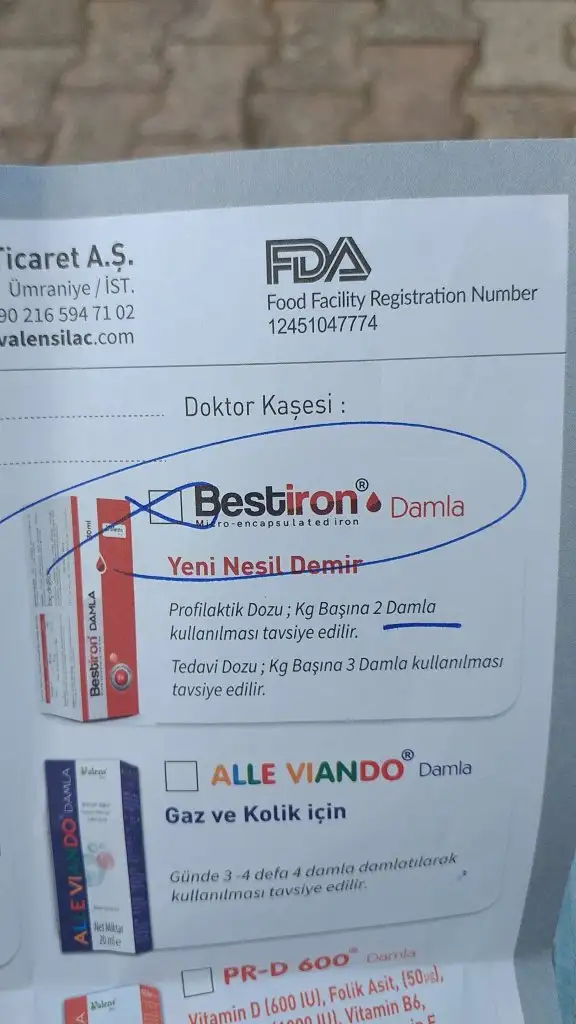 Ticaret A.Ş.
Ümraniye / İST.
90 216 594 71 02
valensilac.com
FDA
Food Facility Registration Number
12451047774
Doktor Kaşesi :
Bestiron® Damla
Micro-encapsulated iron
Yeni Nesil Demir
Profilaktik Dozu ; Kg Başına 2 Damla
kullanılması tavsiye edilir.
Tedavi Dozu ; Kg Başına 3 Damla kullanılması
tavsiye edilir.
Bestiron DAMLA
ALLE VIANDO® Damla
Gaz ve Kolik için
Günde 3-4 defa 4 damla damlatılarak
kullanılması tavsiye edilir.
Valens
ALLE VIANDO DAMLA
Net Miktar
20 ml e
PR-D 600 Damla
Vitamin D (600 IU), Folik Asit, (50µg),
Vitamin B6,
Valens